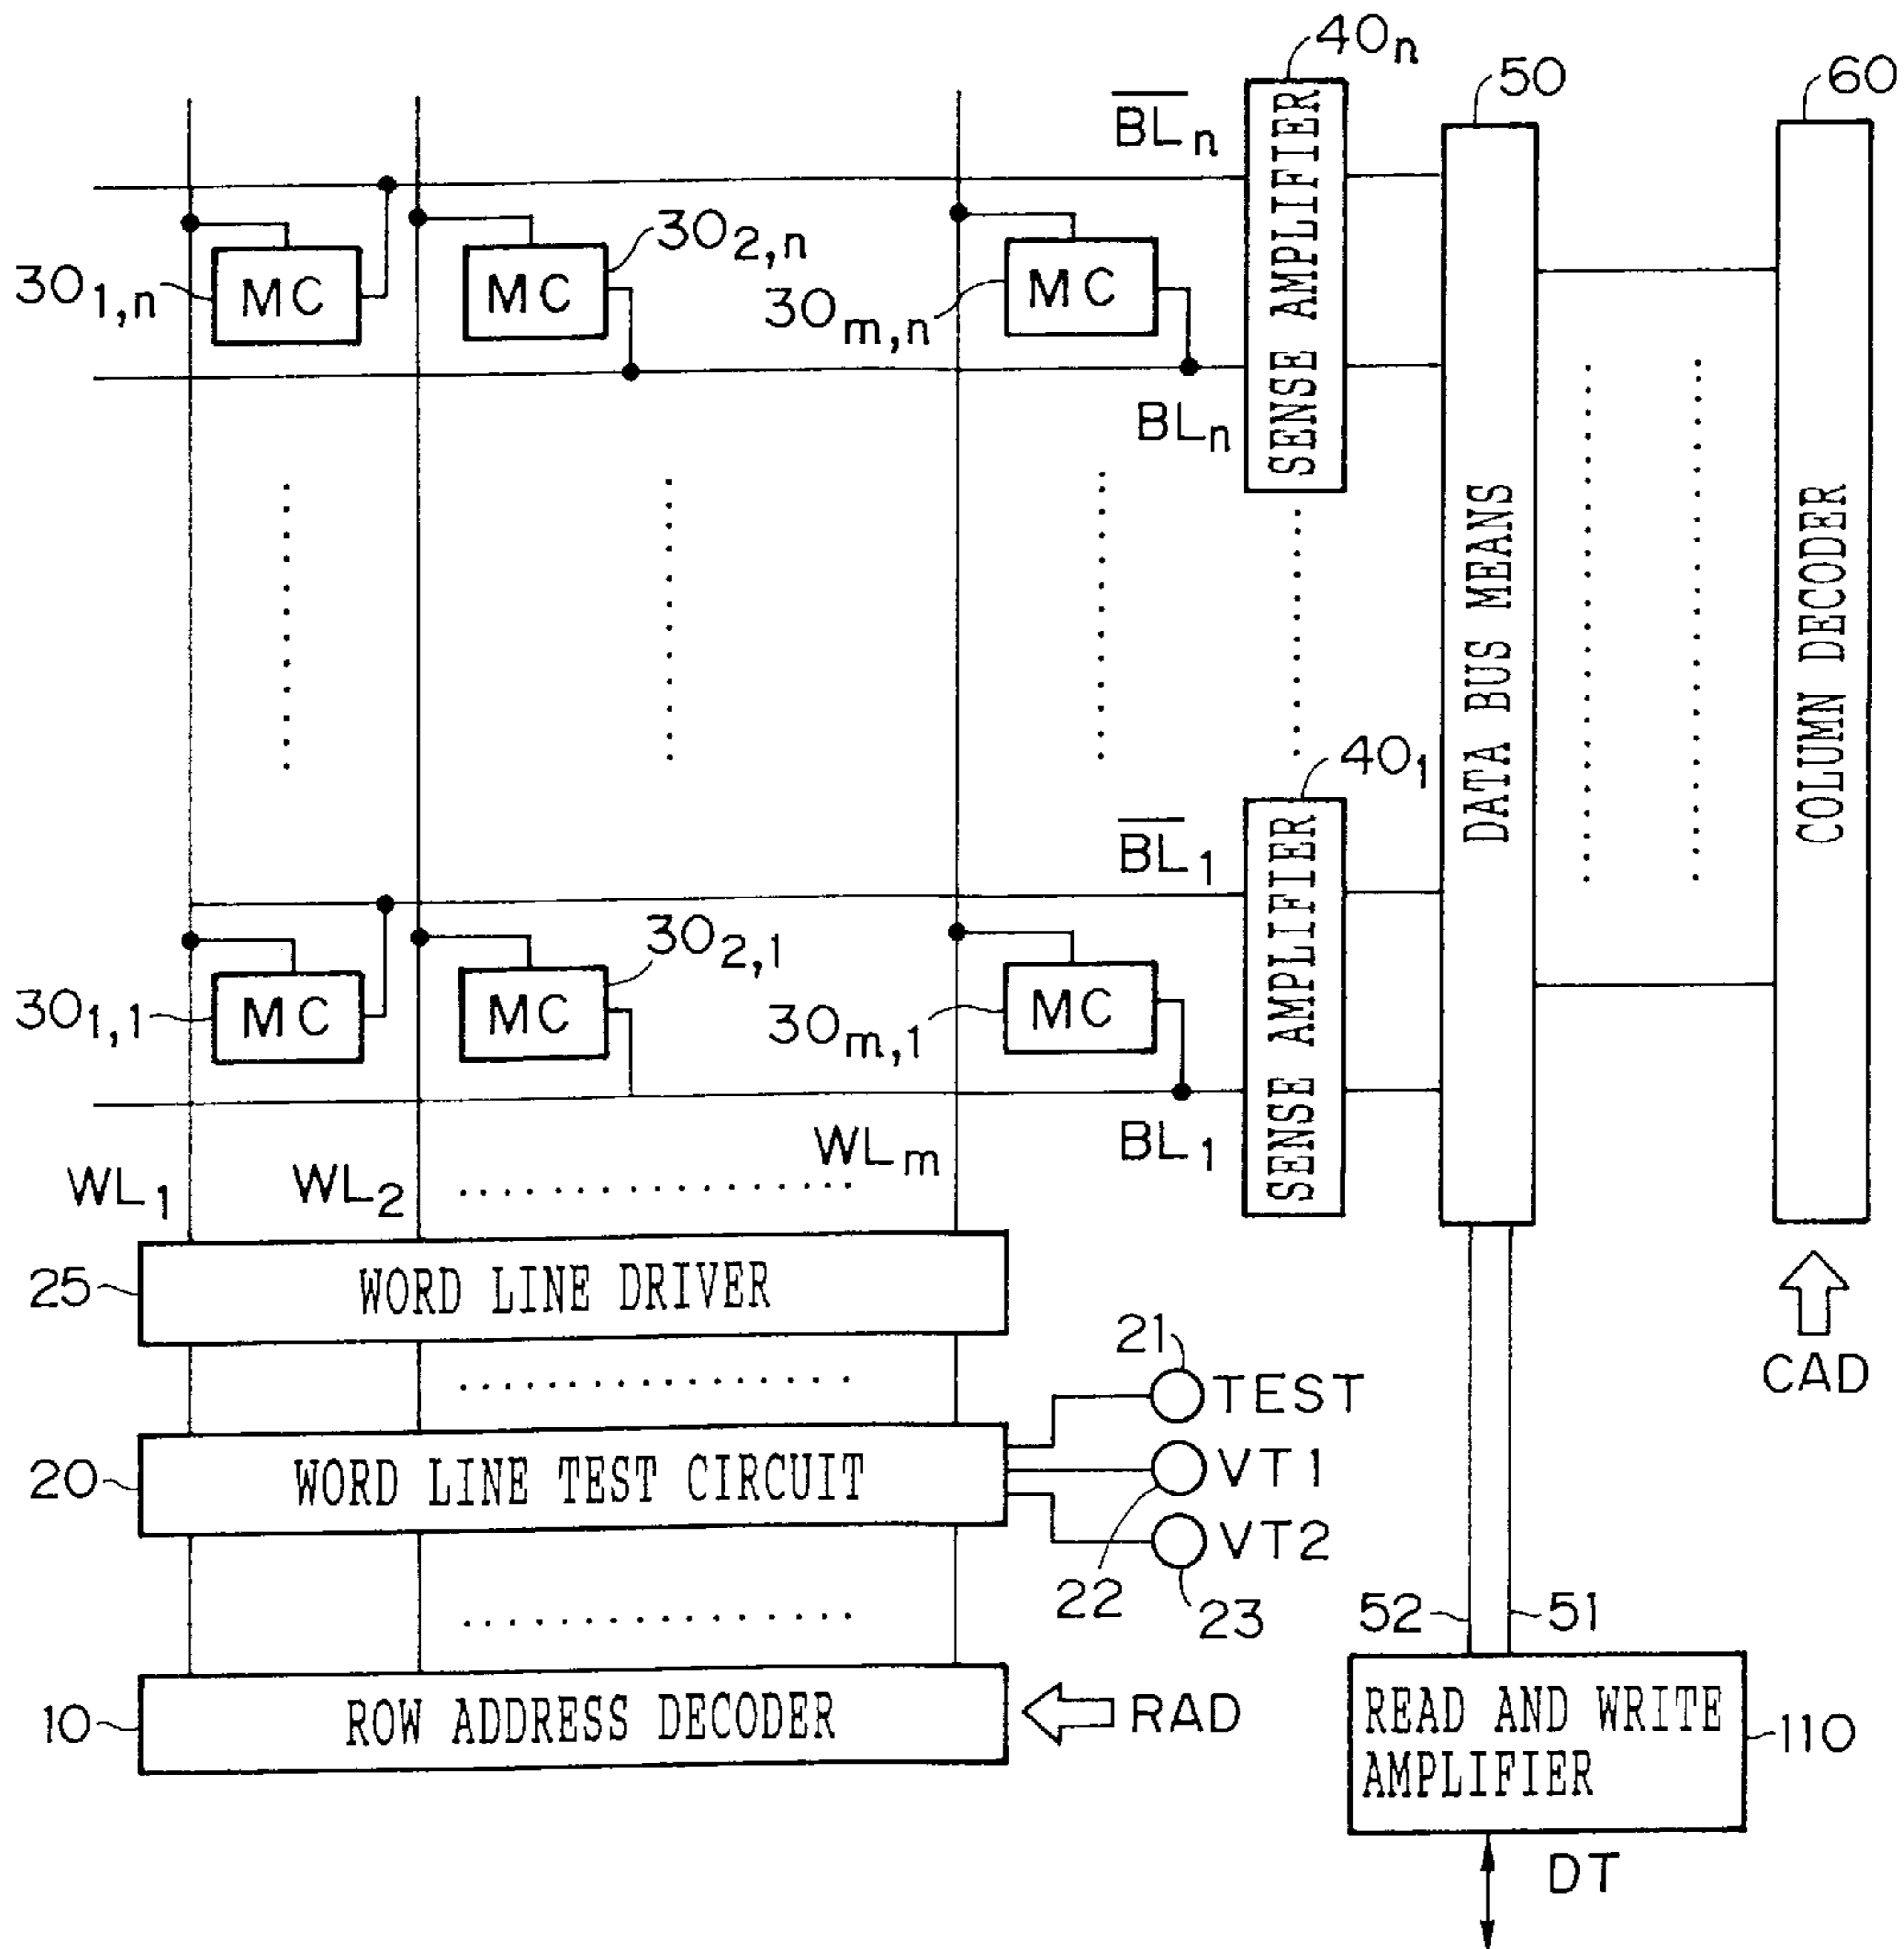 40n
50
60
BLn
SENSE AMPLIFIER
302,n
MC
MC
MC
301,n
30m,n
BLn
DATA BUS MEANS
COLUMN DECODER
401
BL1
SENSE AMPLIFIER
302,1
MC
MC
MC
301,1
30m,1
BL1
WL1
WL2
WLm
25
WORD LINE DRIVER
CAD
21
TEST
20
WORD LINE TEST CIRCUIT
VT1
VT2
22
23
52
51
10
ROW ADDRESS DECODER
RAD
READ AND WRITE
AMPLIFIER
110
DT